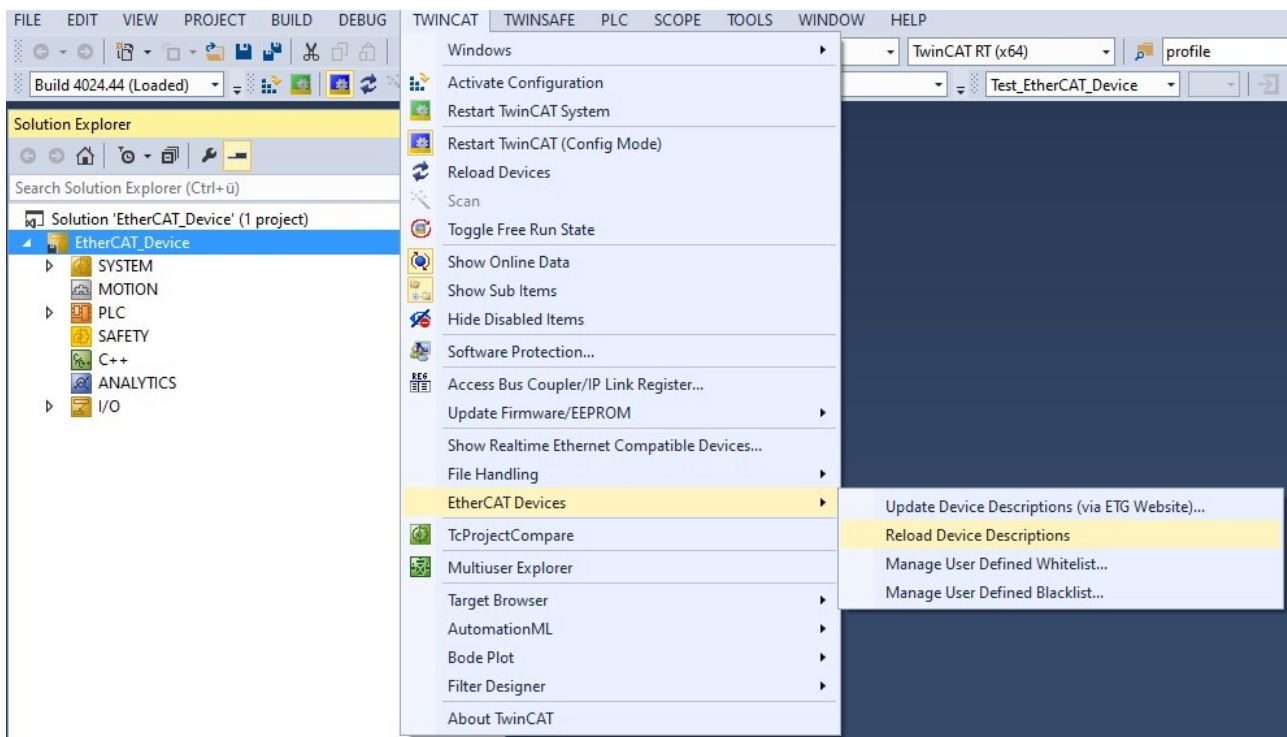 FILE EDIT VIEW PROJECT BUILD DEBUG TWINCAT TWINSAFE PLC SCOPE TOOLS WINDOW HELP
TwinCAT RT (x64) profile
Build 4024.44 (Loaded) Test_EtherCAT_Device
Solution Explorer
Search Solution Explorer (Ctrl+ü)
Solution 'EtherCAT_Device' (1 project)
EtherCAT_Device
SYSTEM
MOTION
PLC
SAFETY
C++
ANALYTICS
I/O
Windows
Activate Configuration
Restart TwinCAT System
Restart TwinCAT (Config Mode)
Reload Devices
Scan
Toggle Free Run State
Show Online Data
Show Sub Items
Hide Disabled Items
Software Protection...
REG
Access Bus Coupler/IP Link Register...
Update Firmware/EEPROM
Show Realtime Ethernet Compatible Devices...
File Handling
EtherCAT Devices
TcProjectCompare
Multiuser Explorer
Target Browser
AutomationML
Bode Plot
Filter Designer
About TwinCAT
Update Device Descriptions (via ETG Website)...
Reload Device Descriptions
Manage User Defined Whitelist...
Manage User Defined Blacklist...